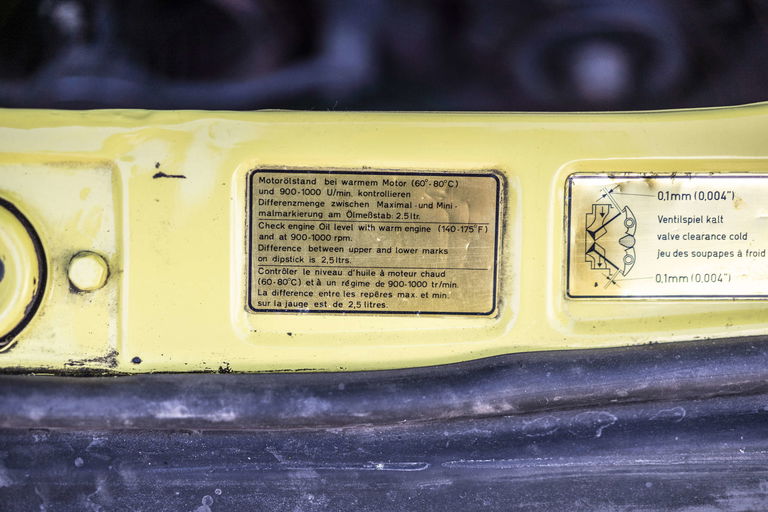 Motorölstand bei warmem Motor (60°-80°C)
und 900-1000 U/min. kontrollieren
Differenzmenge zwischen Maximal-und Mini-
malmarkierung am Ölmeßstab: 2,5 ltr.
Check engine Oil level with warm engine (140-175°F)
and at 900-1000 rpm.
Difference between upper and lower marks
on dipstick is 2,5 ltrs.
Contrôler le niveau d'huile à moteur chaud
(60-80°C) et à un régime de 900-1000 tr/min.
La difference entre les repères max. et min.
sur la jauge est de 2,5 litres.
0,1mm (0,004")
Ventilspiel kalt
valve clearance cold
jeu des soupapes à froid
0,1mm (0,004")